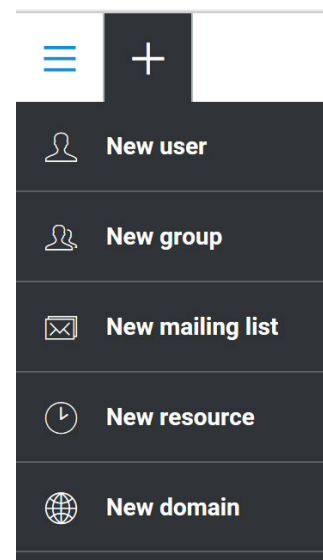 New user
New group
New mailing list
New resource
New domain